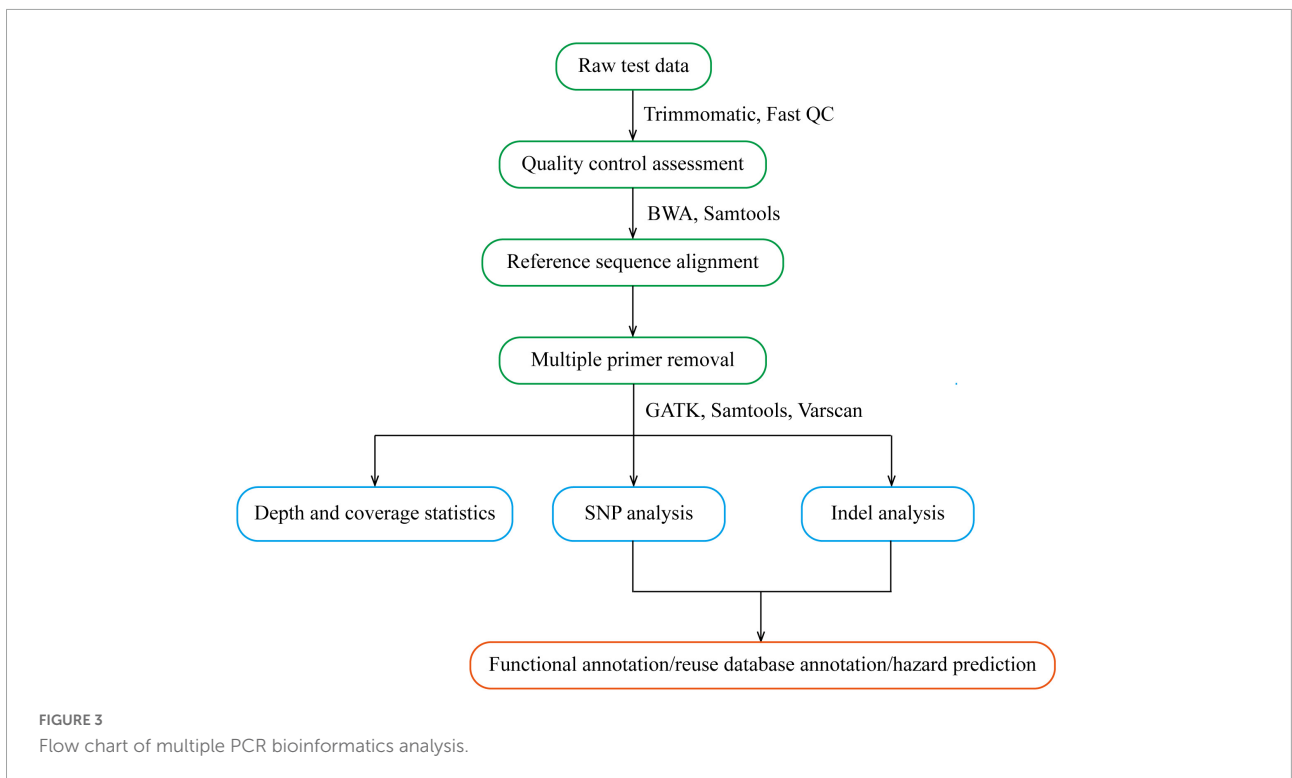 Raw test data
Trimmomatic, Fast QC
Quality control assessment
BWA, Samtools
Reference sequence alignment
Multiple primer removal
GATK, Samtools, Varscan
Depth and coverage statistics
SNP analysis
Indel analysis
Functional annotation/reuse database annotation/hazard prediction
FIGURE 3
Flow chart of multiple PCR bioinformatics analysis.